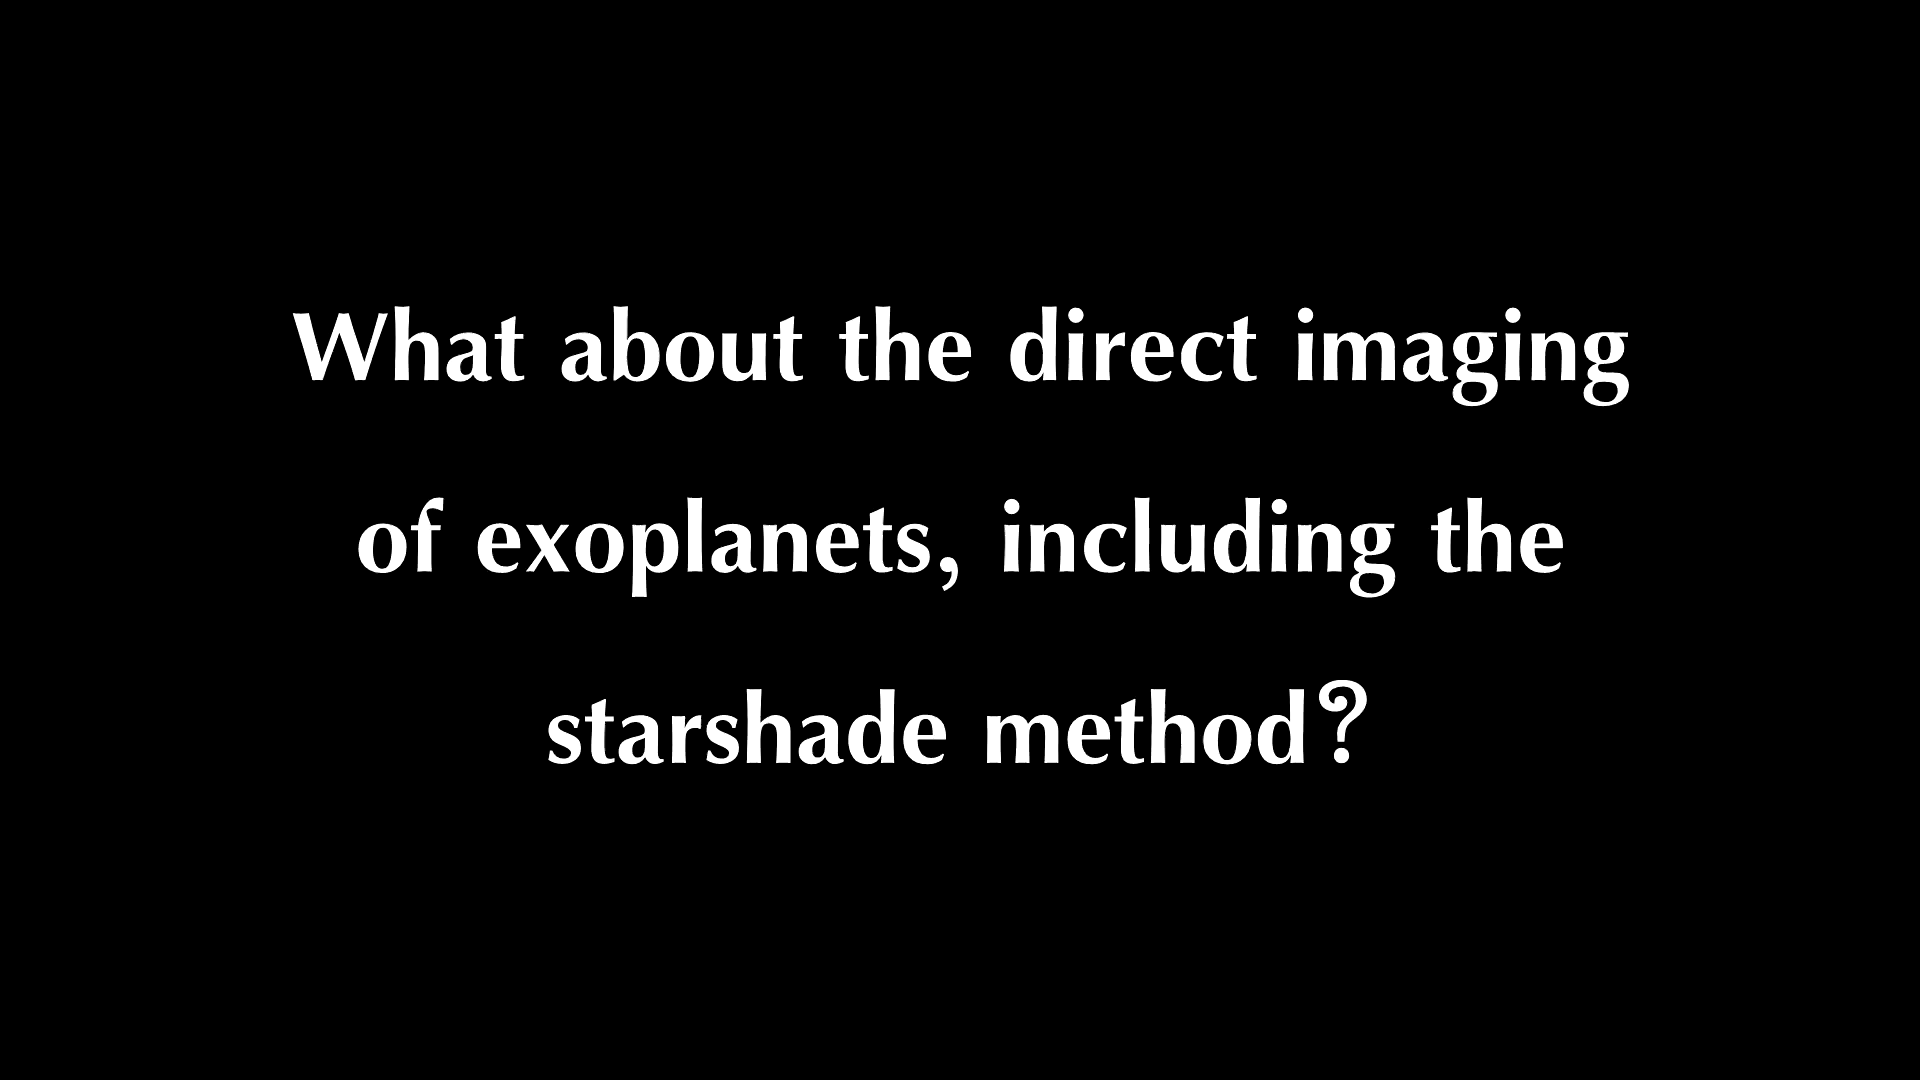 What about the direct imaging
of exoplanets, including the
starshade method?